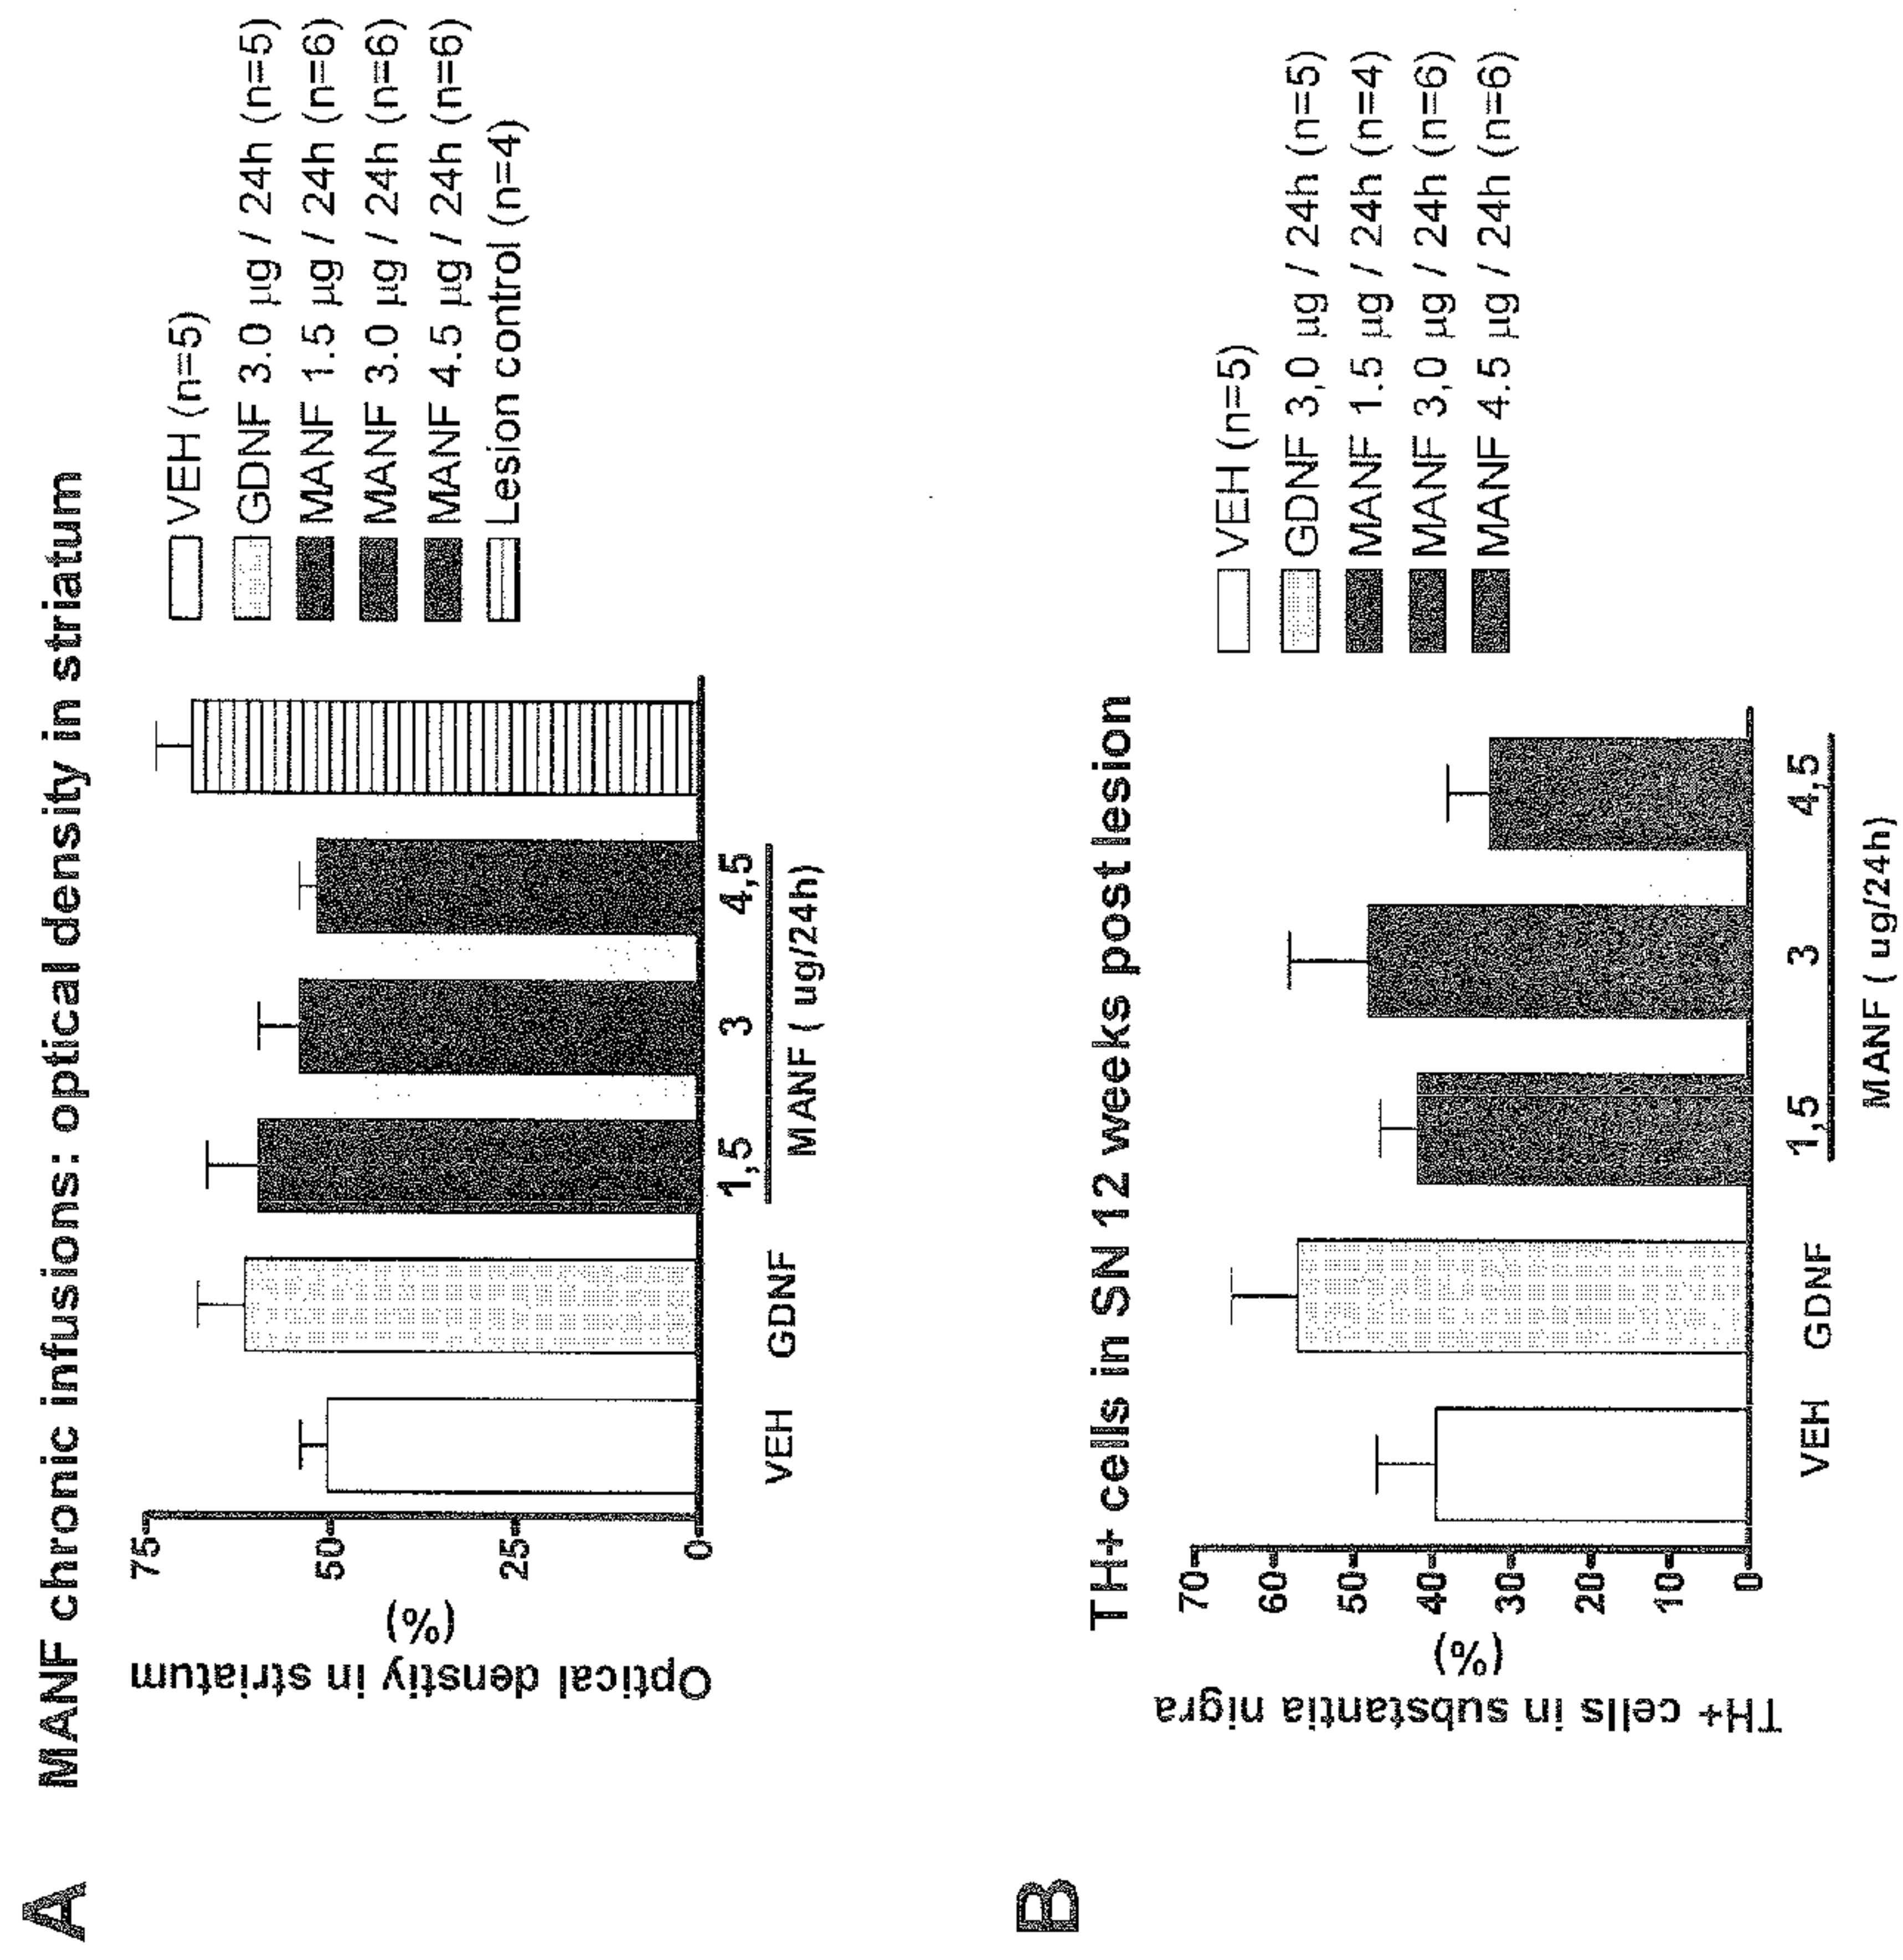 A
MANF chronic infusions: optical density in striatum
Optical denstiy in striatum
(%)
75
50
25
0
VEH
GDNF
1,5
3
4,5
MANF ( ug/24h)
VEH (n=5)
GDNF 3.0 µg / 24h (n=5)
MANF 1.5 µg / 24h (n=6)
MANF 3.0 µg / 24h (n=6)
MANF 4.5 µg / 24h (n=6)
Lesion control (n=4)
B
TH+ cells in SN 12 weeks post lesion
TH+ cells in substantia nigra
(%)
70
60
50
40
30
20
10
0
VEH
GDNF
1,5
3
4,5
MANF ( ug/24h)
VEH (n=5)
GDNF 3,0 µg / 24h (n=5)
MANF 1.5 µg / 24h (n=4)
MANF 3,0 µg / 24h (n=6)
MANF 4.5 µg / 24h (n=6)